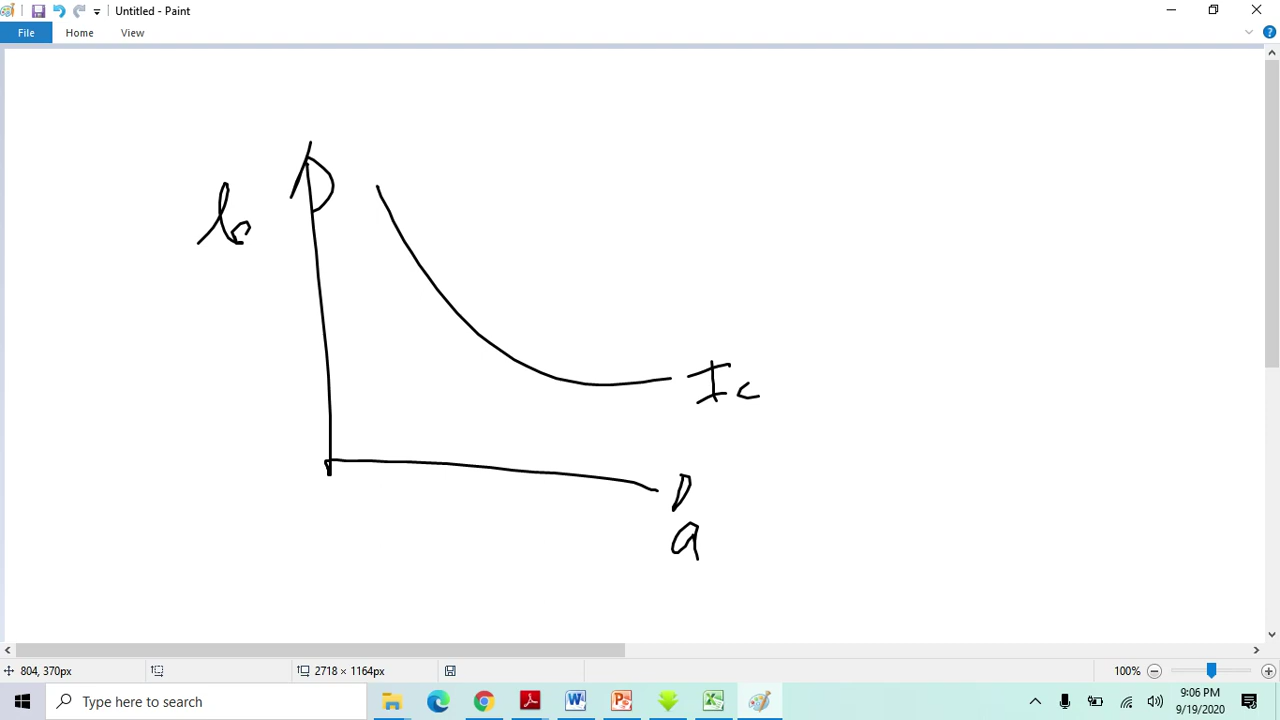 Untitled - Paint
File Home View
b
Ic
a
804, 370px
2718 × 1164px
100%
Type here to search
9:06 PM
9/19/2020